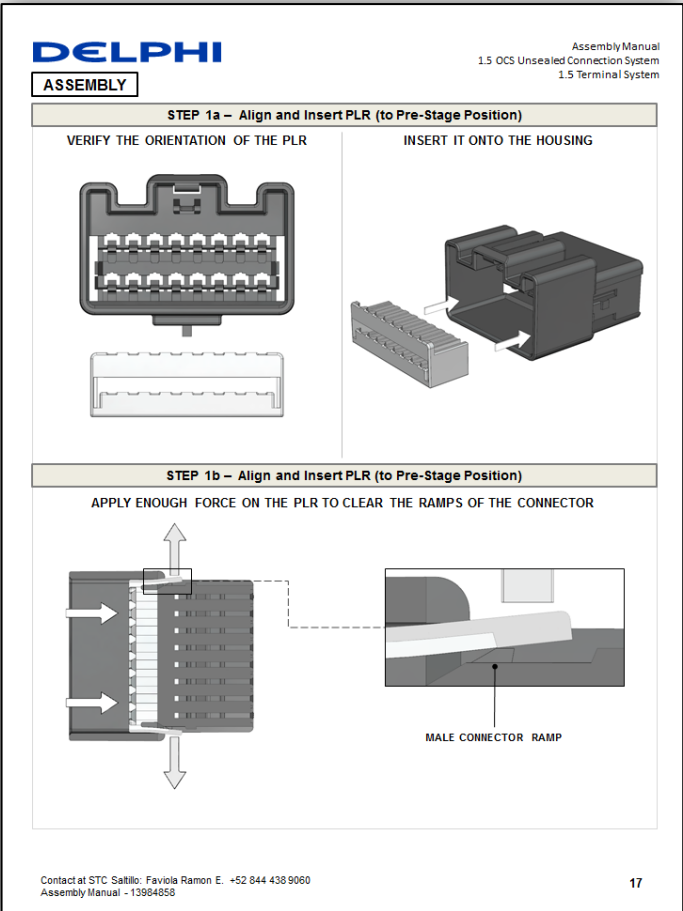 DELPHI
Assembly Manual
1.5 OCS Unsealed Connection System
1.5 Terminal System
ASSEMBLY
STEP 1a – Align and Insert PLR (to Pre-Stage Position)
VERIFY THE ORIENTATION OF THE PLR
INSERT IT ONTO THE HOUSING
STEP 1b – Align and Insert PLR (to Pre-Stage Position)
APPLY ENOUGH FORCE ON THE PLR TO CLEAR THE RAMPS OF THE CONNECTOR
MALE CONNECTOR RAMP
Contact at STC Saltillo: Faviola Ramon E. +52 844 438 9060
Assembly Manual - 13984858
17